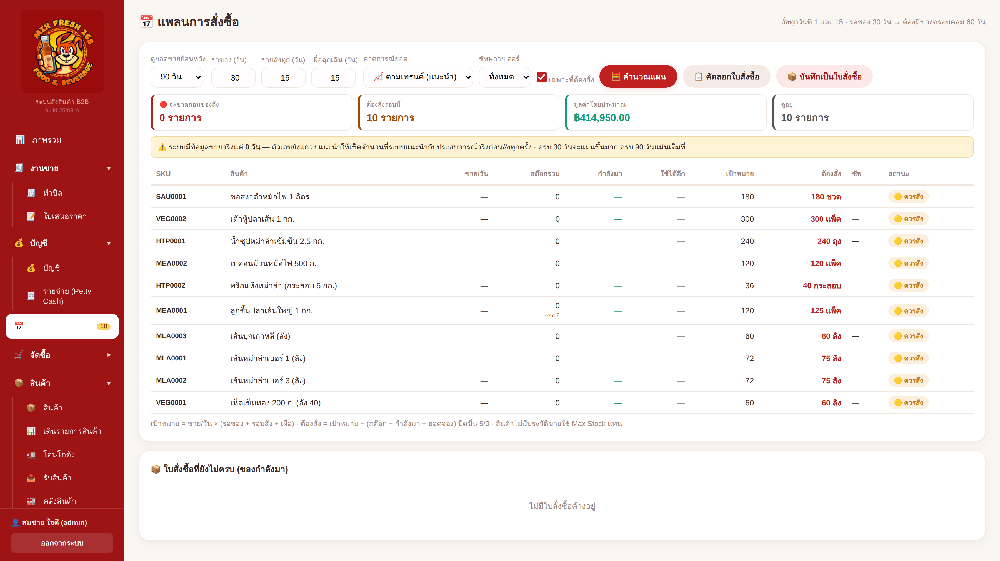 MIX FRESH 168
FOOD & BEVERAGE
ระบบสั่งสินค้า B2B
build 25/08-A
ภาพรวม
งานขาย ▼
ทำบิล
ใบเสนอราคา
บัญชี ▼
บัญชี
รายจ่าย (Petty
Cash)
10
จัดซื้อ ▸
สินค้า ▼
สินค้า
เดินรายการสินค้า
โอนโกดัง
รับสินค้า
คลังสินค้า
สมชาย ใจดี (admin)
ออกจากระบบ
แพลนการสั่งซื้อ
สั่งทุกวันที่ 1 และ 15 · รอของ 30 วัน → ต้องมีของครอบคลุม 60 วัน
ดูยอดขายย้อนหลัง รอของ (วัน) รอบสั่งทุก (วัน) เผื่อฉุกเฉิน (วัน) คาดการณ์ยอด ซัพพลายเออร์
90 วัน 30 15 15 ตามเทรนด์ (แนะนำ) ทั้งหมด เฉพาะที่ต้องสั่ง คำนวณแผน คัดลอกใบสั่งซื้อ บันทึกเป็นใบสั่งซื้อ
จะขาดก่อนของถึง
0 รายการ
ต้องสั่งรอบนี้
10 รายการ
มูลค่าโดยประมาณ
฿414,950.00
ดูอยู่
10 รายการ
ระบบมีข้อมูลขายจริงแค่ 0 วัน — ตัวเลขยังแกว่ง แนะนำให้เช็คจำนวนที่ระบบแนะนำกับประสบการณ์จริงก่อนสั่งทุกครั้ง · ครบ 30 วันจะแม่นขึ้นมาก ครบ 90 วันแม่นเต็มที่
SKU สินค้า ขาย/วัน สต๊อกรวม กำลังมา ใช้ได้อีก เป้าหมาย ต้องสั่ง ซัพ สถานะ
SAU0001 ซอสงาดำหม้อไฟ 1 ลิตร — 0 — — 180 180 ขวด — ควรสั่ง
VEG0002 เต้าหู้ปลาเส้น 1 กก. — 0 — — 300 300 แพ็ค — ควรสั่ง
HTP0001 น้ำซุปหม่าล่าเข้มข้น 2.5 กก. — 0 — — 240 240 ถุง — ควรสั่ง
MEA0002 เบคอนม้วนหม้อไฟ 500 ก. — 0 — — 120 120 แพ็ค — ควรสั่ง
HTP0002 พริกแห้งหม่าล่า (กระสอบ 5 กก.) — 0 — — 36 40 กระสอบ — ควรสั่ง
MEA0001 ลูกชิ้นปลาเส้นใหญ่ 1 กก. — 0 — — 120 125 แพ็ค — ควรสั่ง
จอง 2
MLA0003 เส้นบุกเกาหลี (ลัง) — 0 — — 60 60 ลัง — ควรสั่ง
MLA0001 เส้นหม่าล่าเบอร์ 1 (ลัง) — 0 — — 72 75 ลัง — ควรสั่ง
MLA0002 เส้นหม่าล่าเบอร์ 3 (ลัง) — 0 — — 72 75 ลัง — ควรสั่ง
VEG0001 เห็ดเข็มทอง 200 ก. (ลัง 40) — 0 — — 60 60 ลัง — ควรสั่ง
เป้าหมาย = ขาย/วัน × (รอของ + รอบสั่ง + เผื่อ) · ต้องสั่ง = เป้าหมาย − (สต๊อก + กำลังมา − ยอดจอง) ปัดขึ้น 5/0 · สินค้าไม่มีประวัติขายใช้ Max Stock แทน
ใบสั่งซื้อที่ยังไม่ครบ (ของกำลังมา)
ไม่มีใบสั่งซื้อค้างอยู่